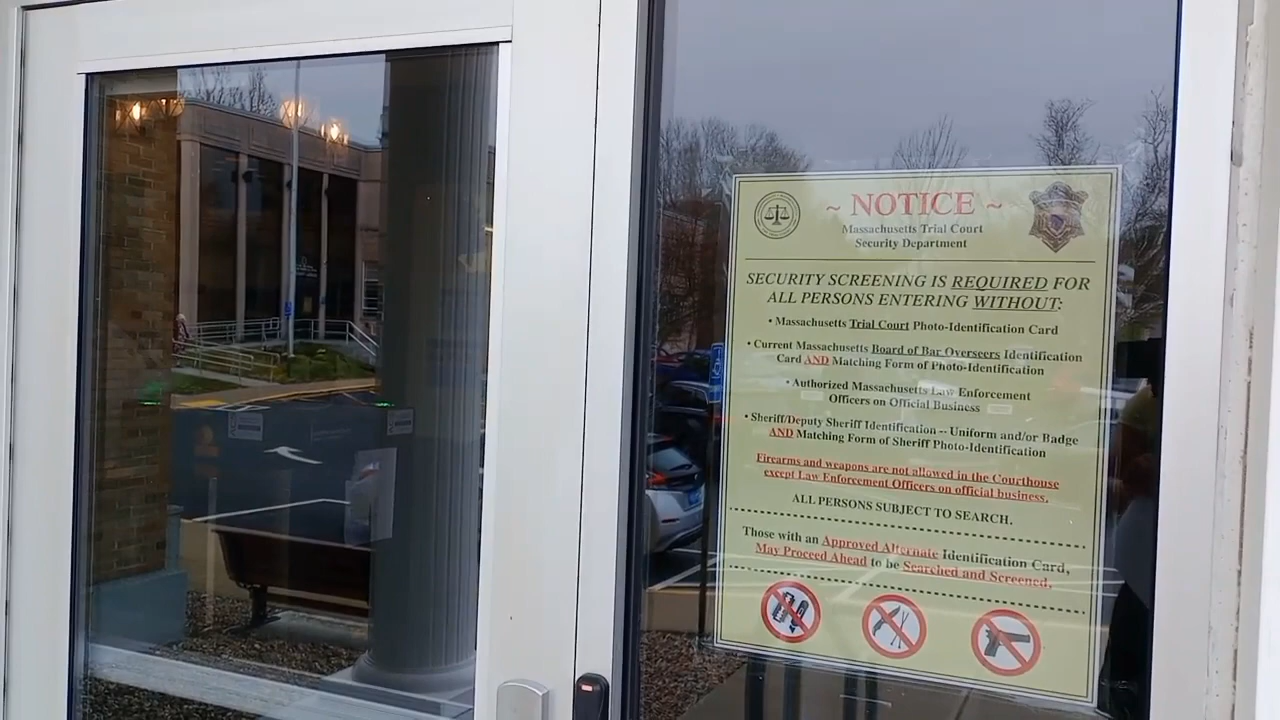 ~ NOTICE ~
Massachusetts Trial Court
Security Department
SECURITY SCREENING IS REQUIRED FOR
ALL PERSONS ENTERING WITHOUT:
• Massachusetts Trial Court Photo-Identification Card
• Current Massachusetts Board of Bar Overseers Identification
Card AND Matching Form of Photo-Identification
• Authorized Massachusetts Law Enforcement
Officers on Official Business
• Sheriff/Deputy Sheriff Identification -- Uniform and/or Badge
AND Matching Form of Sheriff Photo-Identification
Firearms and weapons are not allowed in the Courthouse
except Law Enforcement Officers on official business.
ALL PERSONS SUBJECT TO SEARCH.
Those with an Approved Alternate Identification Card,
May Proceed Ahead to be Searched and Screened.